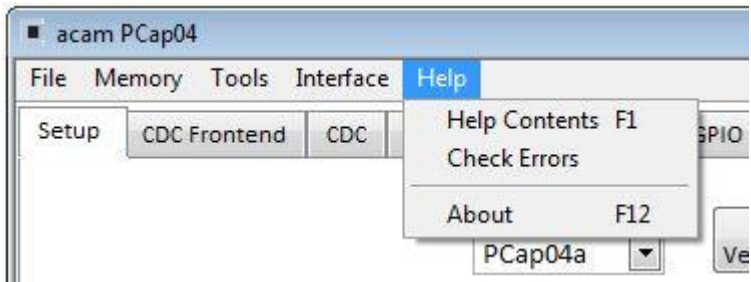 acam PCap04
File Memory Tools Interface Help
Setup CDC Frontend CDC GPIO
Help Contents F1
Check Errors
About F12
PCap04a